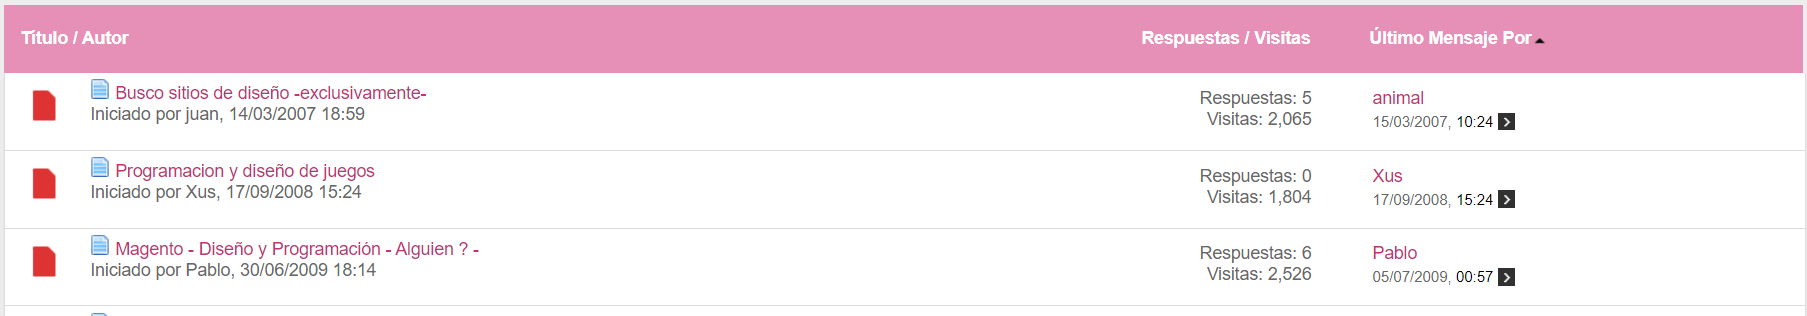 Título / Autor
Respuestas / Visitas
Último Mensaje Por
Busco sitios de diseño -exclusivamente-
Iniciado por juan, 14/03/2007 18:59
Respuestas: 5
Visitas: 2,065
animal
15/03/2007, 10:24
Programacion y diseño de juegos
Iniciado por Xus, 17/09/2008 15:24
Respuestas: 0
Visitas: 1,804
Xus
17/09/2008, 15:24
Magento - Diseño y Programación - Alguien ? -
Iniciado por Pablo, 30/06/2009 18:14
Respuestas: 6
Visitas: 2,526
Pablo
05/07/2009, 00:57